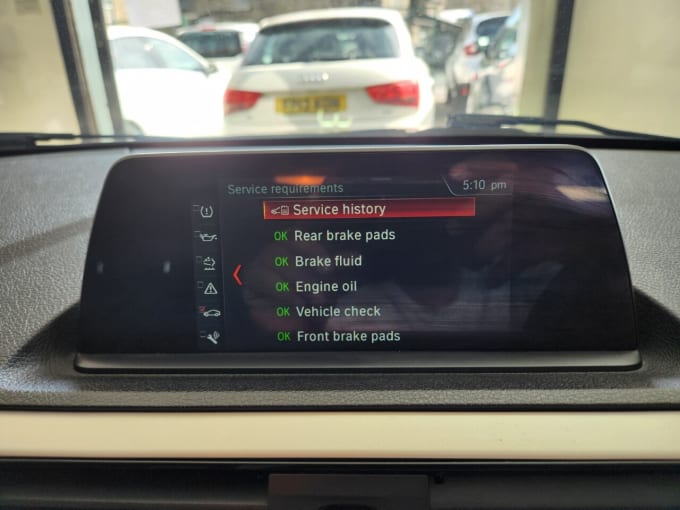 Service requirements
5:10 pm
Service history
OK Rear brake pads
OK Brake fluid
OK Engine oil
OK Vehicle check
OK Front brake pads